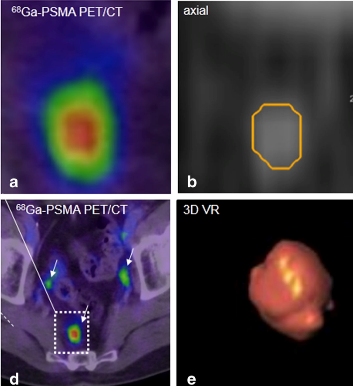 ⁶⁸Ga-PSMA PET/CT
axial
a
b
⁶⁸Ga-PSMA PET/CT
3D VR
d
e